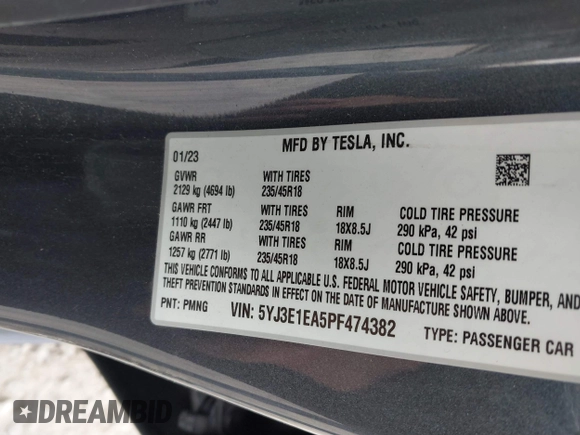 MFD BY TESLA, INC.
01/23
GVWR WITH TIRES
2129 kg (4694 lb) 235/45R18
GAWR FRT WITH TIRES RIM COLD TIRE PRESSURE
1110 kg (2447 lb) 235/45R18 18X8.5J 290 kPa, 42 psi
GAWR RR WITH TIRES RIM COLD TIRE PRESSURE
1257 kg (2771 lb) 235/45R18 18X8.5J 290 kPa, 42 psi
THIS VEHICLE CONFORMS TO ALL APPLICABLE U.S. FEDERAL MOTOR VEHICLE SAFETY, BUMPER, AND
THEFT PREVENTION STANDARDS IN EFFECT ON THE DATE OF MANUFACTURE SHOWN ABOVE.
PNT: PMNG VIN: 5YJ3E1EA5PF474382 TYPE: PASSENGER CAR
DREAMBID